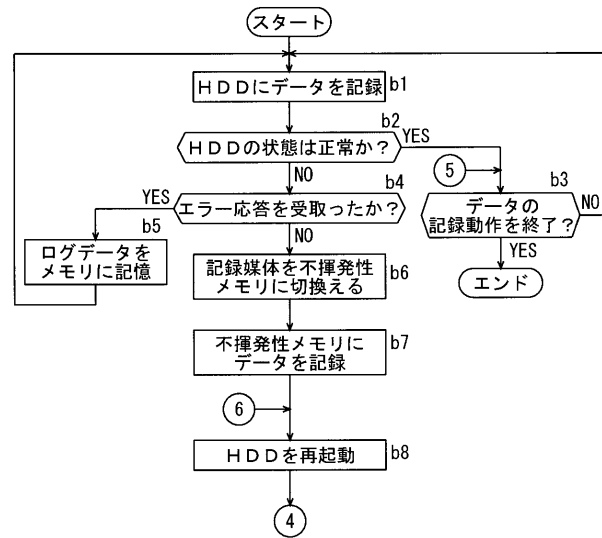 スタート
HDDにデータを記録
b1
HDDの状態は正常か?
b2
YES
NO
5
b3
データの
記録動作を終了?
NO
YES
エンド
b4
エラー応答を受取ったか?
YES
NO
b5
ログデータを
メモリに記憶
記録媒体を不揮発性
メモリに切換える
b6
不揮発性メモリに
データを記録
b7
6
HDDを再起動
b8
4